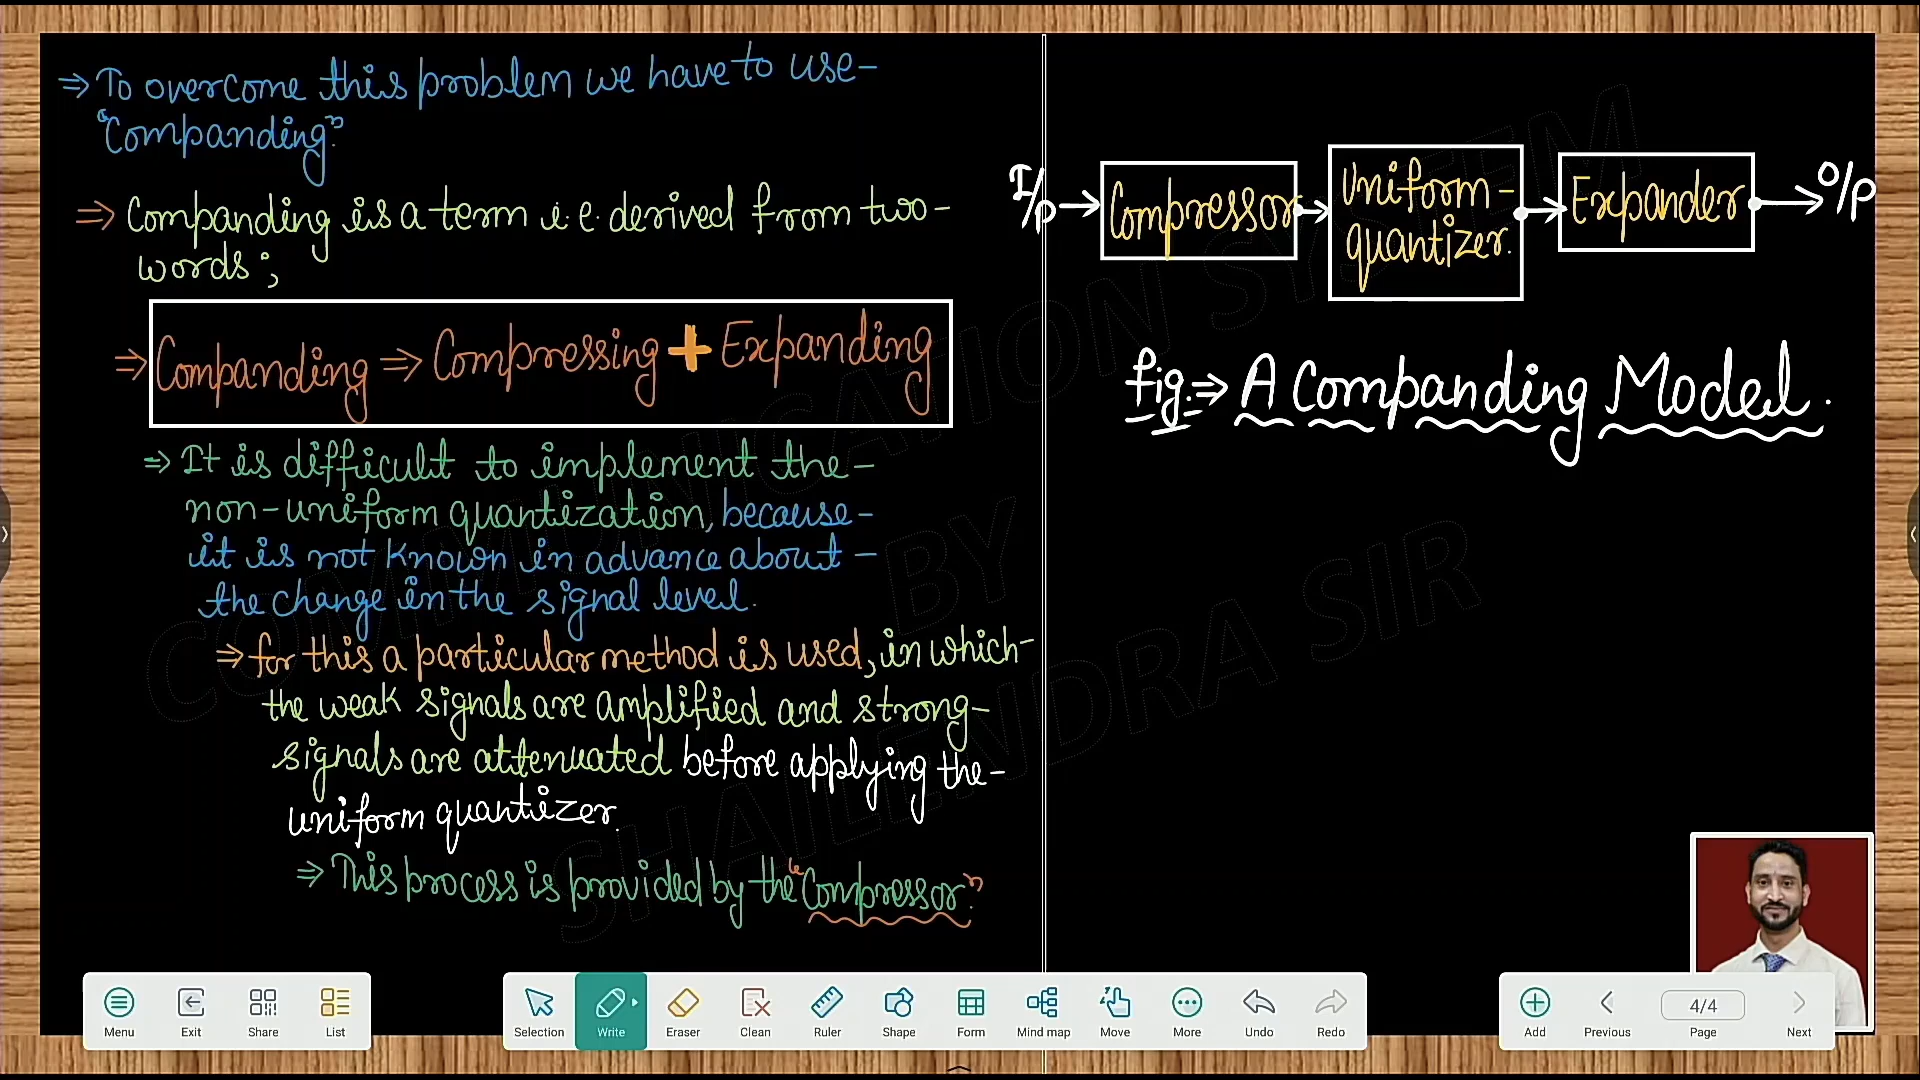 ⇒ To overcome this problem we have to use-
"Companding"
⇒ Companding is a term i.e. derived from two-
words;
⇒ Companding ⇒ Compressing + Expanding
⇒ It is difficult to implement the-
non-uniform quantization, because-
it is not known in advance about-
the change in the signal level.
⇒ for this a particular method is used, in which-
the weak signals are amplified and strong-
signals are attenuated before applying the-
uniform quantizer.
⇒ This process is provided by the "Compressor"
I/p → Compressor → Uniform- → Expander → O/p
quantizer.
fig. ⇒ A Companding Model.
COMMUNICATION SYSTEM
BY
SHAILENDRA SIR
Menu Exit Share List
Selection Write Eraser Clean Ruler Shape Form Mind map Move More Undo Redo
4/4
Add Previous Page Next